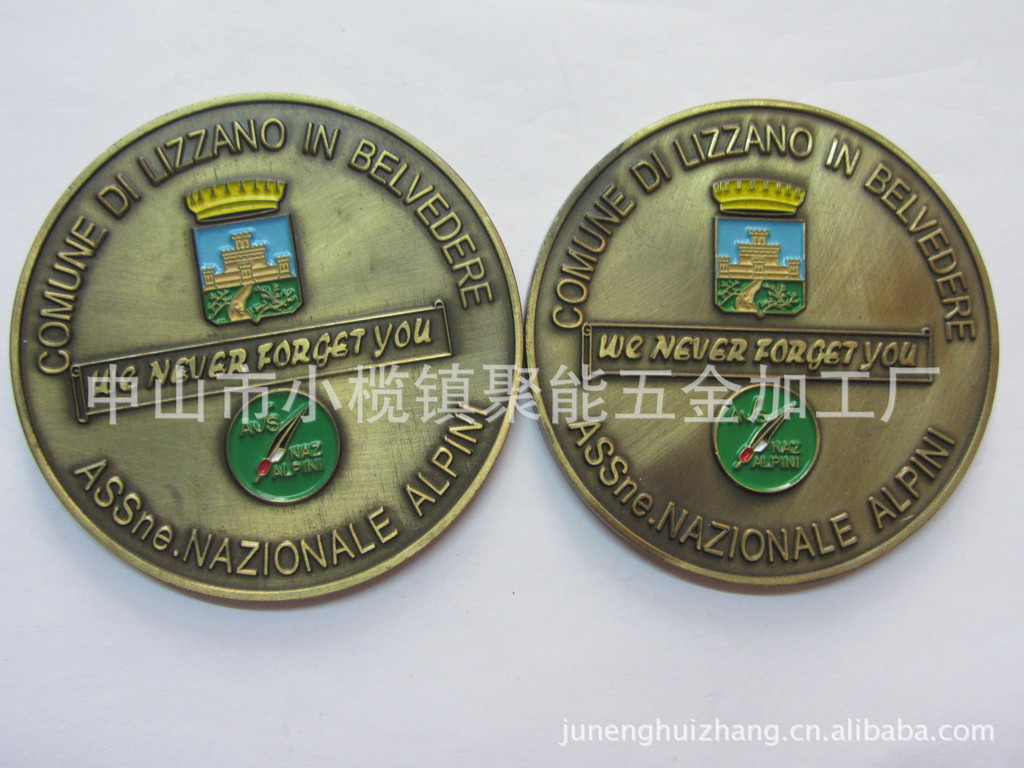 COMUNE DI LIZZANO IN BELVEDERE
WE NEVER FORGET YOU
NAZ
ALPINI
ASSne.NAZIONALE ALPINI
COMUNE DI LIZZANO IN BELVEDERE
WE NEVER FORGET YOU
NAZ
ALPINI
ASSne.NAZIONALE ALPINI
中山市小榄镇聚能五金加工厂
junenghuizhang.cn.alibaba.com